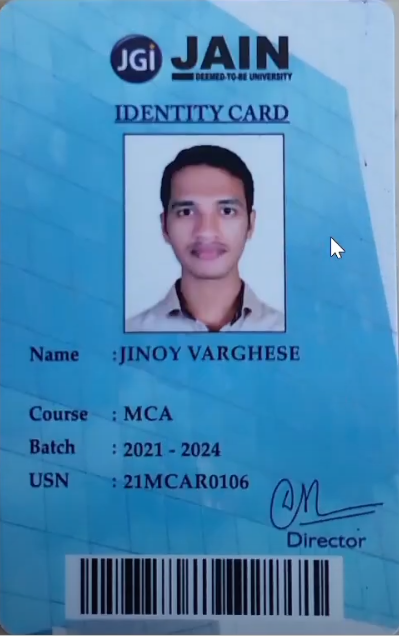 JGi JAIN
DEEMED-TO-BE UNIVERSITY
IDENTITY CARD
Name : JINOY VARGHESE
Course : MCA
Batch : 2021 - 2024
USN : 21MCAR0106
Director